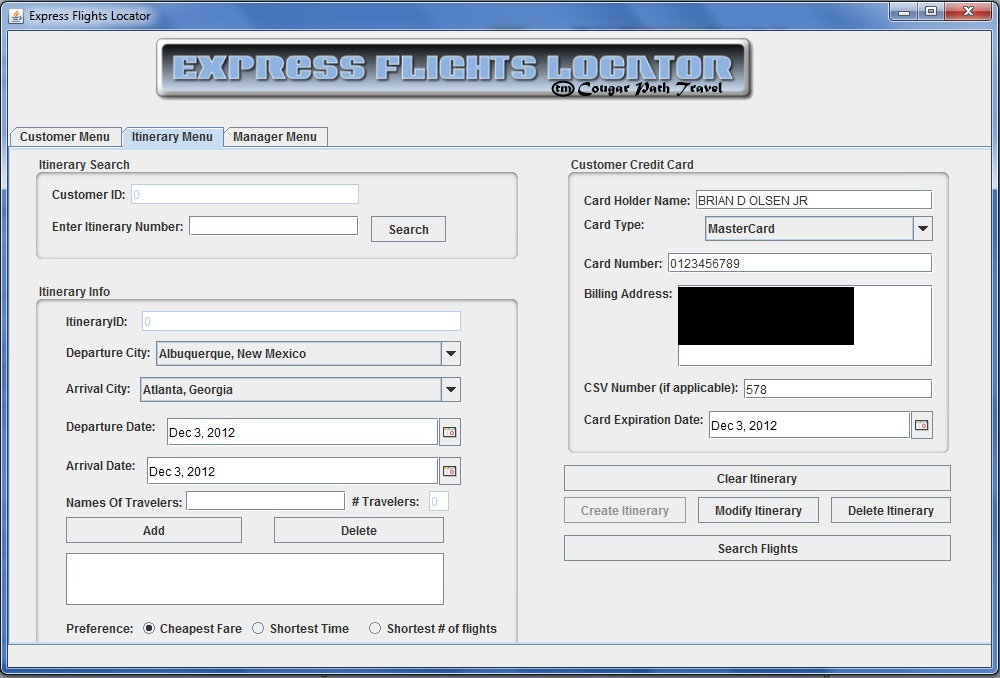 Express Flights Locator
EXPRESS FLIGHTS LOCATOR
tm Cougar Path Travel
Customer Menu Itinerary Menu Manager Menu
Itinerary Search
Customer ID: 0
Enter Itinerary Number: Search
Itinerary Info
ItineraryID: 0
Departure City: Albuquerque, New Mexico
Arrival City: Atlanta, Georgia
Departure Date: Dec 3, 2012
Arrival Date: Dec 3, 2012
Names Of Travelers: # Travelers: 0
Add Delete
Preference: Cheapest Fare Shortest Time Shortest # of flights
Customer Credit Card
Card Holder Name: BRIAN D OLSEN JR
Card Type: MasterCard
Card Number: 0123456789
Billing Address:
CSV Number (if applicable): 578
Card Expiration Date: Dec 3, 2012
Clear Itinerary
Create Itinerary Modify Itinerary Delete Itinerary
Search Flights